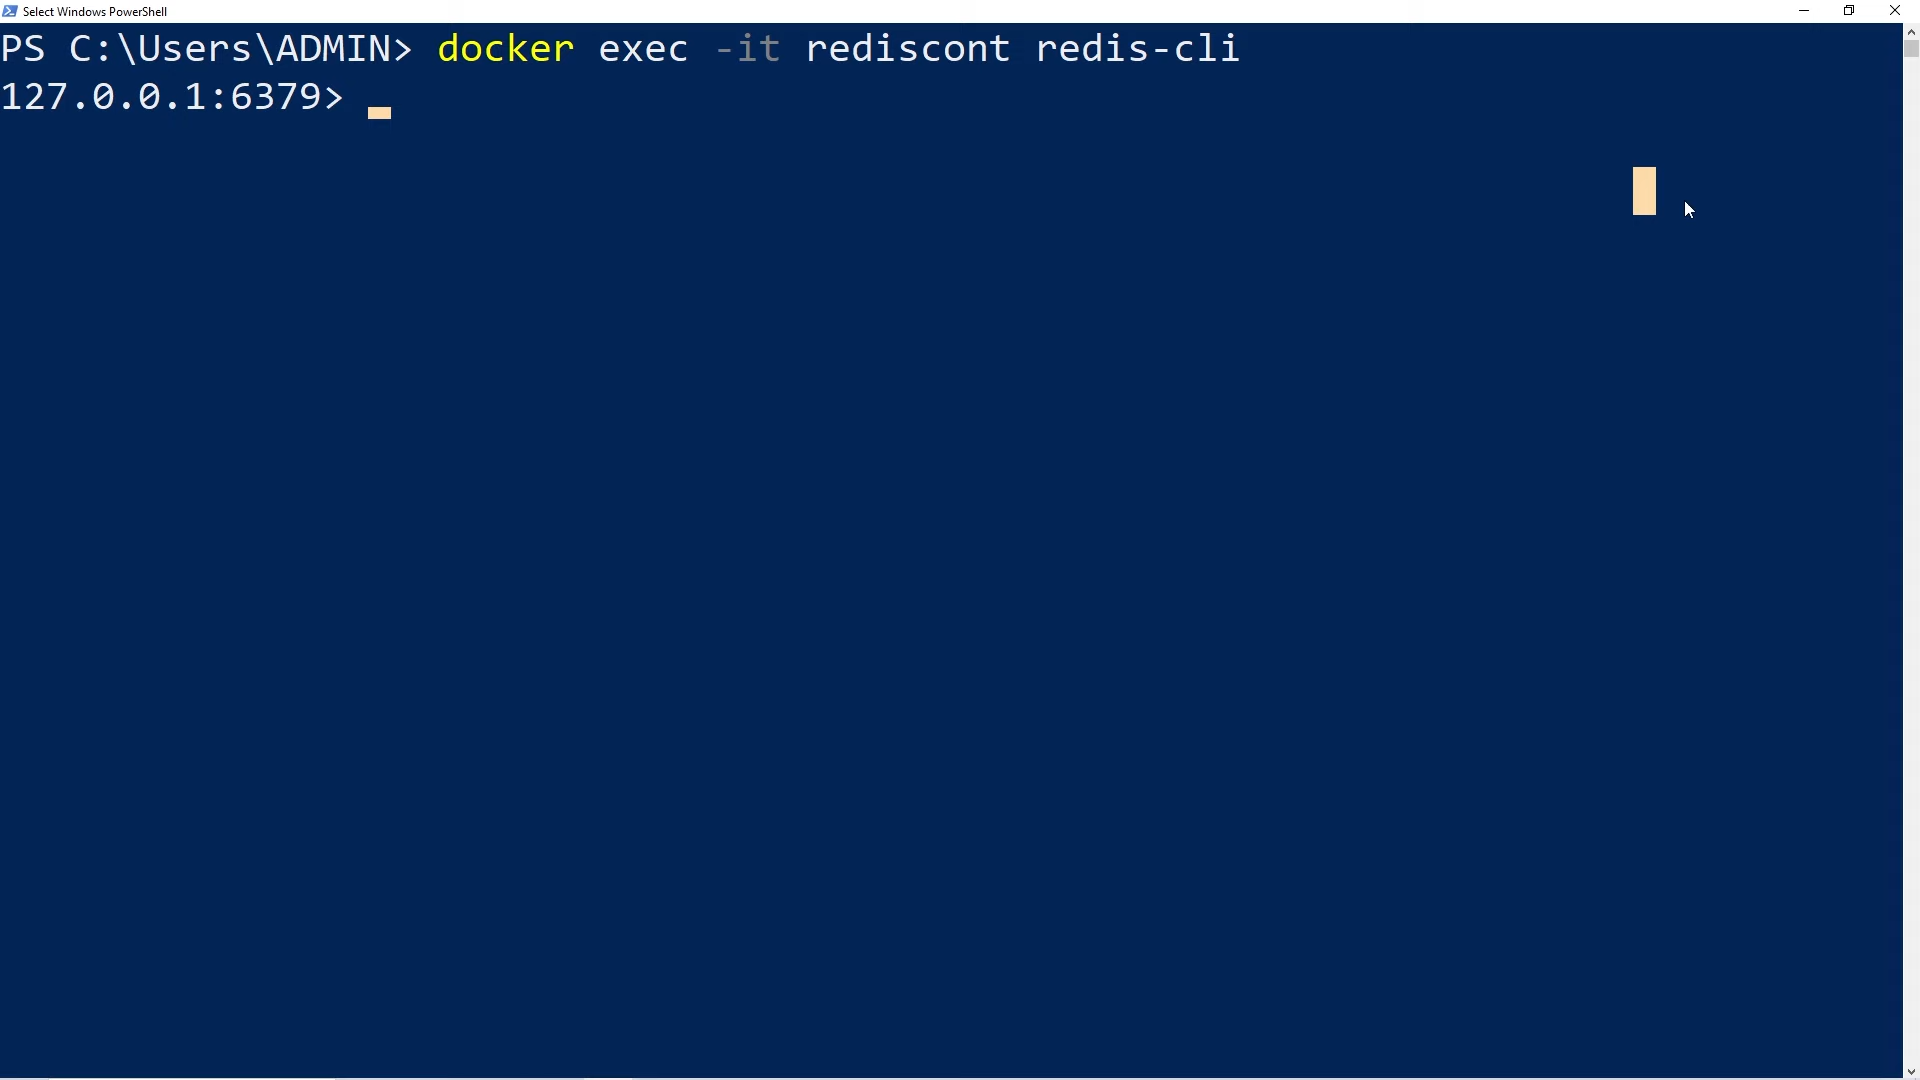 Select Windows PowerShell
PS C:\Users\ADMIN> docker exec -it rediscont redis-cli
127.0.0.1:6379>